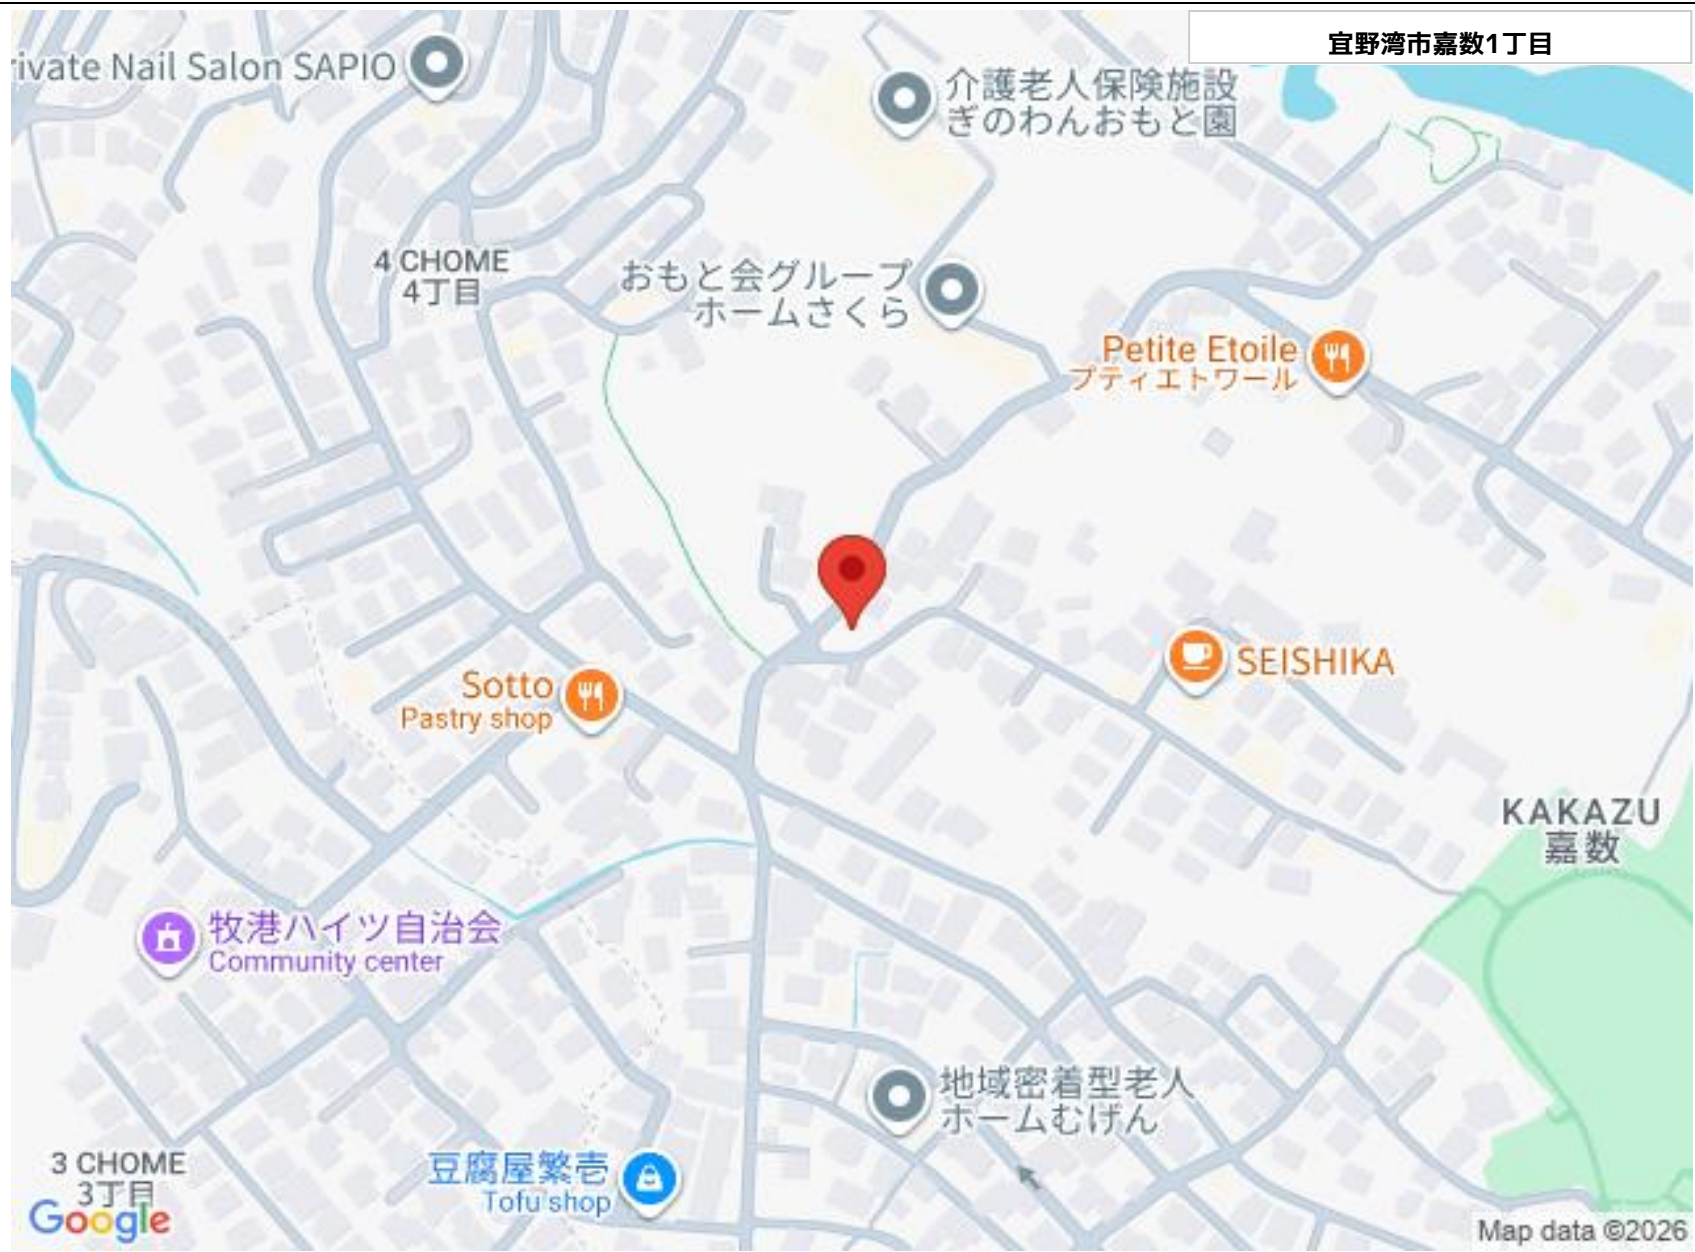 宜野湾市嘉数1丁目
rivate Nail Salon SAPIO
介護老人保険施設
ぎのわんおもと園
4 CHOME
4丁目
おもと会グループ
ホームさくら
Petite Etoile
プティエトワール
SEISHIKA
Sotto
Pastry shop
KAKAZU
嘉数
牧港ハイツ自治会
Community center
地域密着型老人
ホームむげん
3 CHOME
3丁目
豆腐屋繁壱
Tofu shop
Google
Map data ©2026